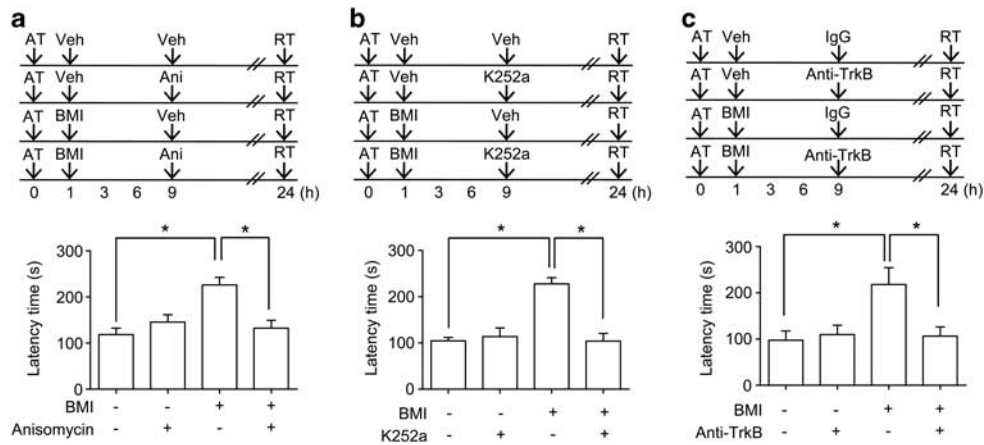 a
AT Veh Veh RT
AT Veh Ani RT
AT BMI Veh RT
AT BMI Ani RT
0 1 3 6 9 24 (h)
Latency time (s)
300
200
100
0
* *
BMI - - + +
Anisomycin - + - +
b
AT Veh Veh RT
AT Veh K252a RT
AT BMI Veh RT
AT BMI K252a RT
0 1 3 6 9 24 (h)
Latency time (s)
300
200
100
0
* *
BMI - - + +
K252a - + - +
c
AT Veh IgG RT
AT Veh Anti-TrkB RT
AT BMI IgG RT
AT BMI Anti-TrkB RT
0 1 3 6 9 24 (h)
Latency time (s)
300
200
100
0
* *
BMI - - + +
Anti-TrkB - + - +